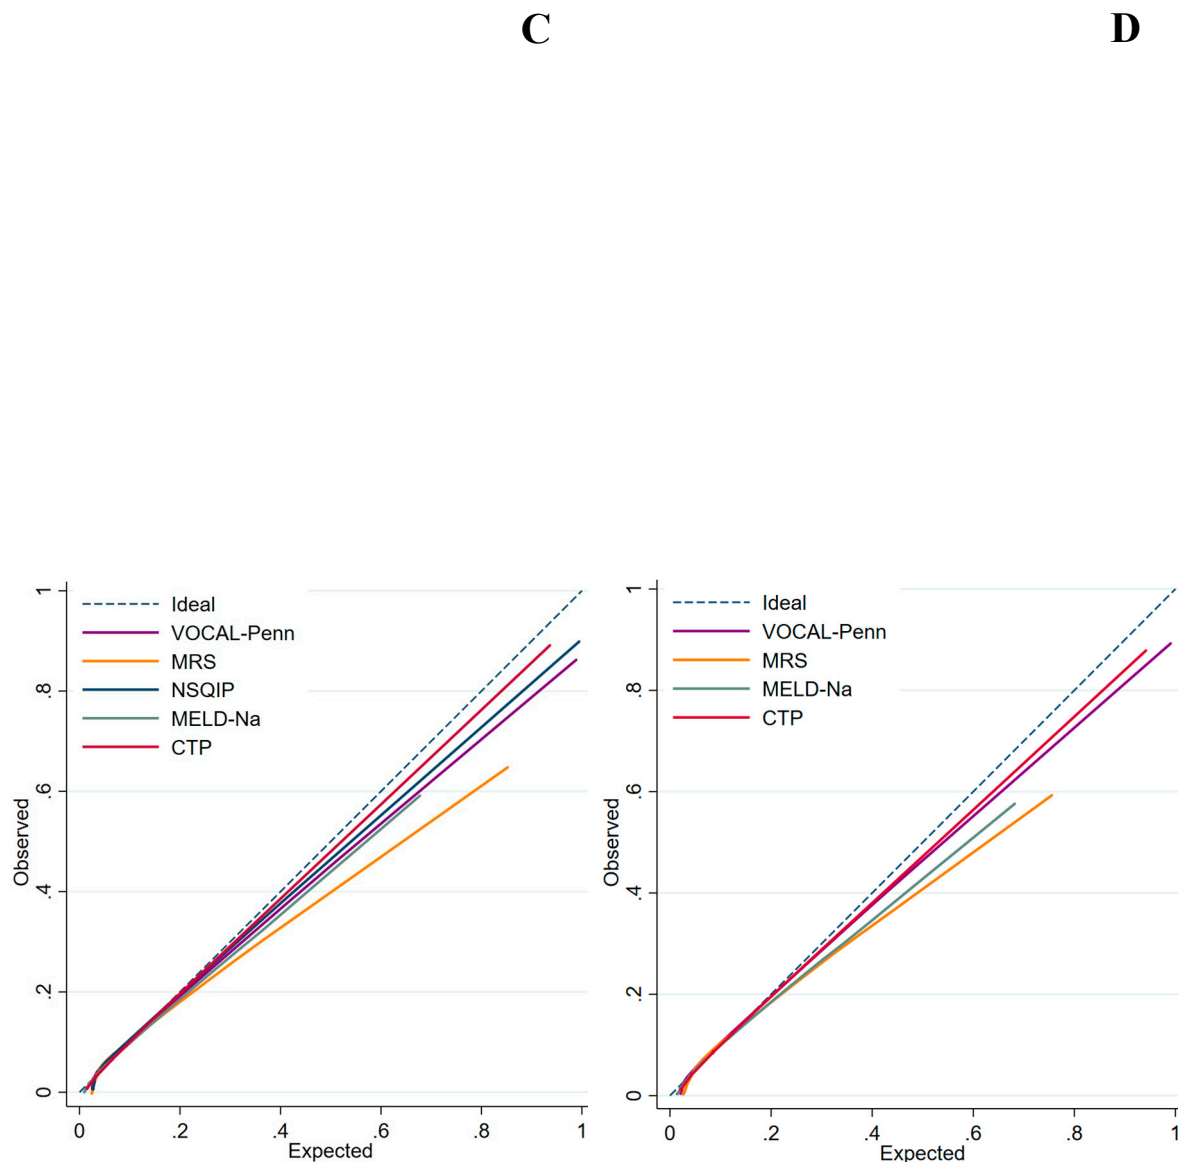 C
D
Ideal
VOCAL-Penn
MRS
NSQIP
MELD-Na
CTP
Observed
0
.2
.4
.6
.8
1
0
.2
.4
.6
.8
1
Expected
Ideal
VOCAL-Penn
MRS
MELD-Na
CTP
Observed
0
.2
.4
.6
.8
1
0
.2
.4
.6
.8
1
Expected